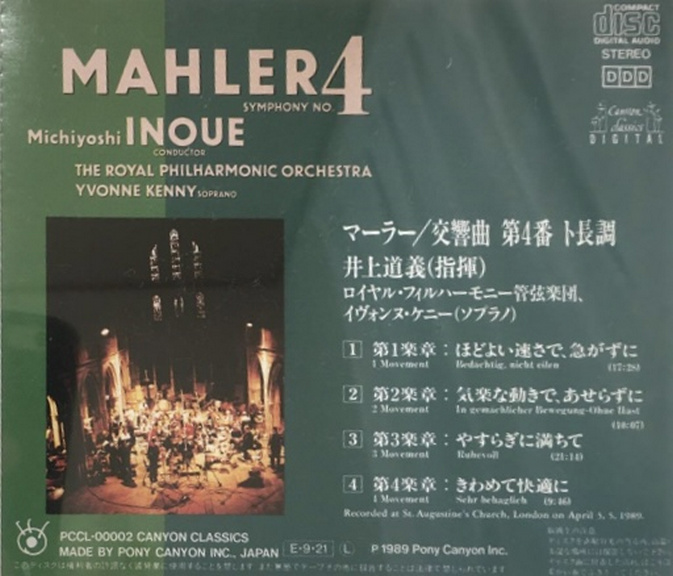 COMPACT
disc
DIGITAL AUDIO
STEREO
DDD
Canyon
classics
DIGITAL
MAHLER 4
SYMPHONY NO.
Michiyoshi INOUE
CONDUCTOR
THE ROYAL PHILHARMONIC ORCHESTRA
YVONNE KENNY SOPRANO
マーラー/交響曲 第4番 ト長調
井上道義(指揮)
ロイヤル・フィルハーモニー管弦楽団、
イヴォンヌ・ケニー(ソプラノ)
1 第1楽章:ほどよい速さで、急がずに
1 Movement Bedächtig, nicht eilen (17:28)
2 第2楽章:気楽な動きで、あせらずに
2 Movement In gemächlicher Bewegung-Ohne Hast
(10:07)
3 第3楽章:やすらぎに満ちて
3 Movement Ruhevoll (21:14)
4 第4楽章:きわめて快適に
4 Movement Sehr behaglich (9:46)
Recorded at St. Augustine's Church, London on April 3, 5, 1989.
PCCL-00002 CANYON CLASSICS
MADE BY PONY CANYON INC., JAPAN E・9・21 L P 1989 Pony Canyon Inc.